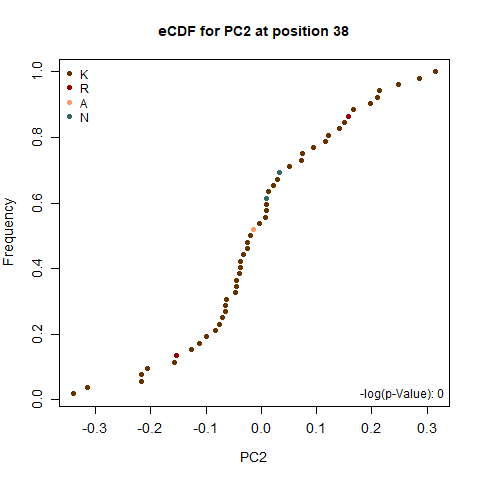 eCDF for PC2 at position 38
Frequency
1.0
0.8
0.6
0.4
0.2
0.0
K
R
A
N
-log(p-Value): 0
-0.3
-0.2
-0.1
0.0
0.1
0.2
0.3
PC2